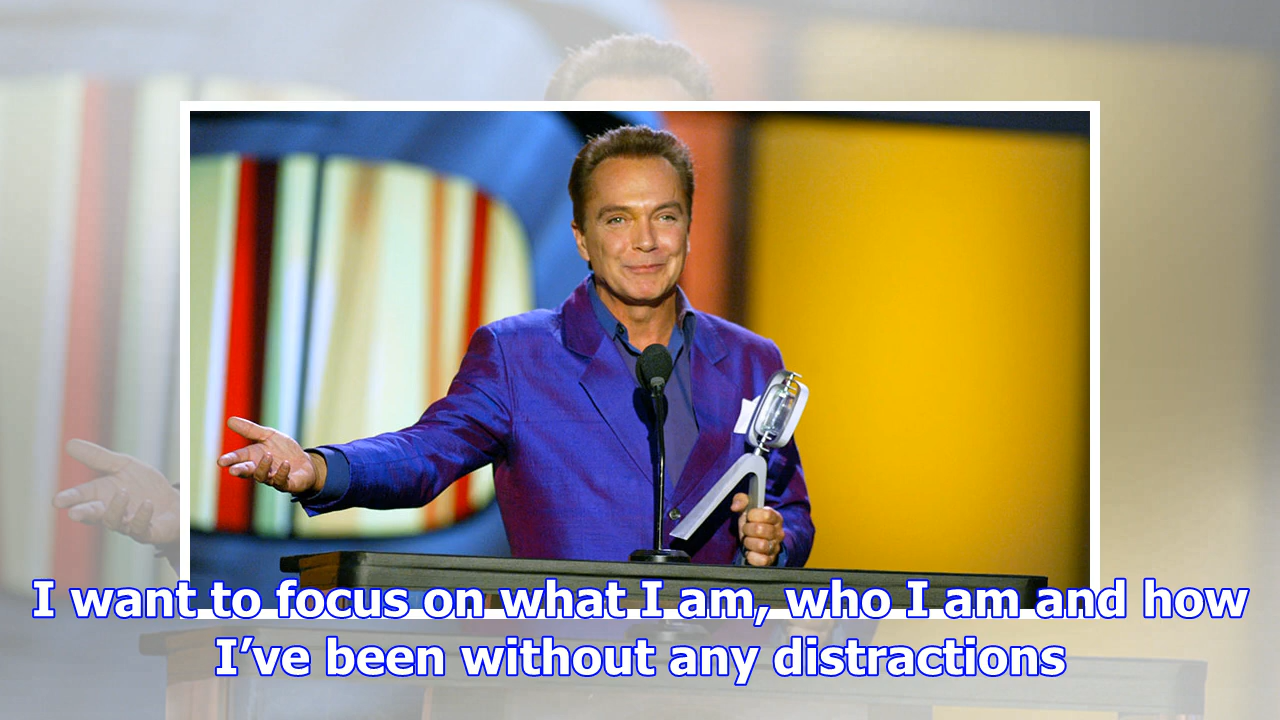 I want to focus on what I am, who I am and how
I’ve been without any distractions